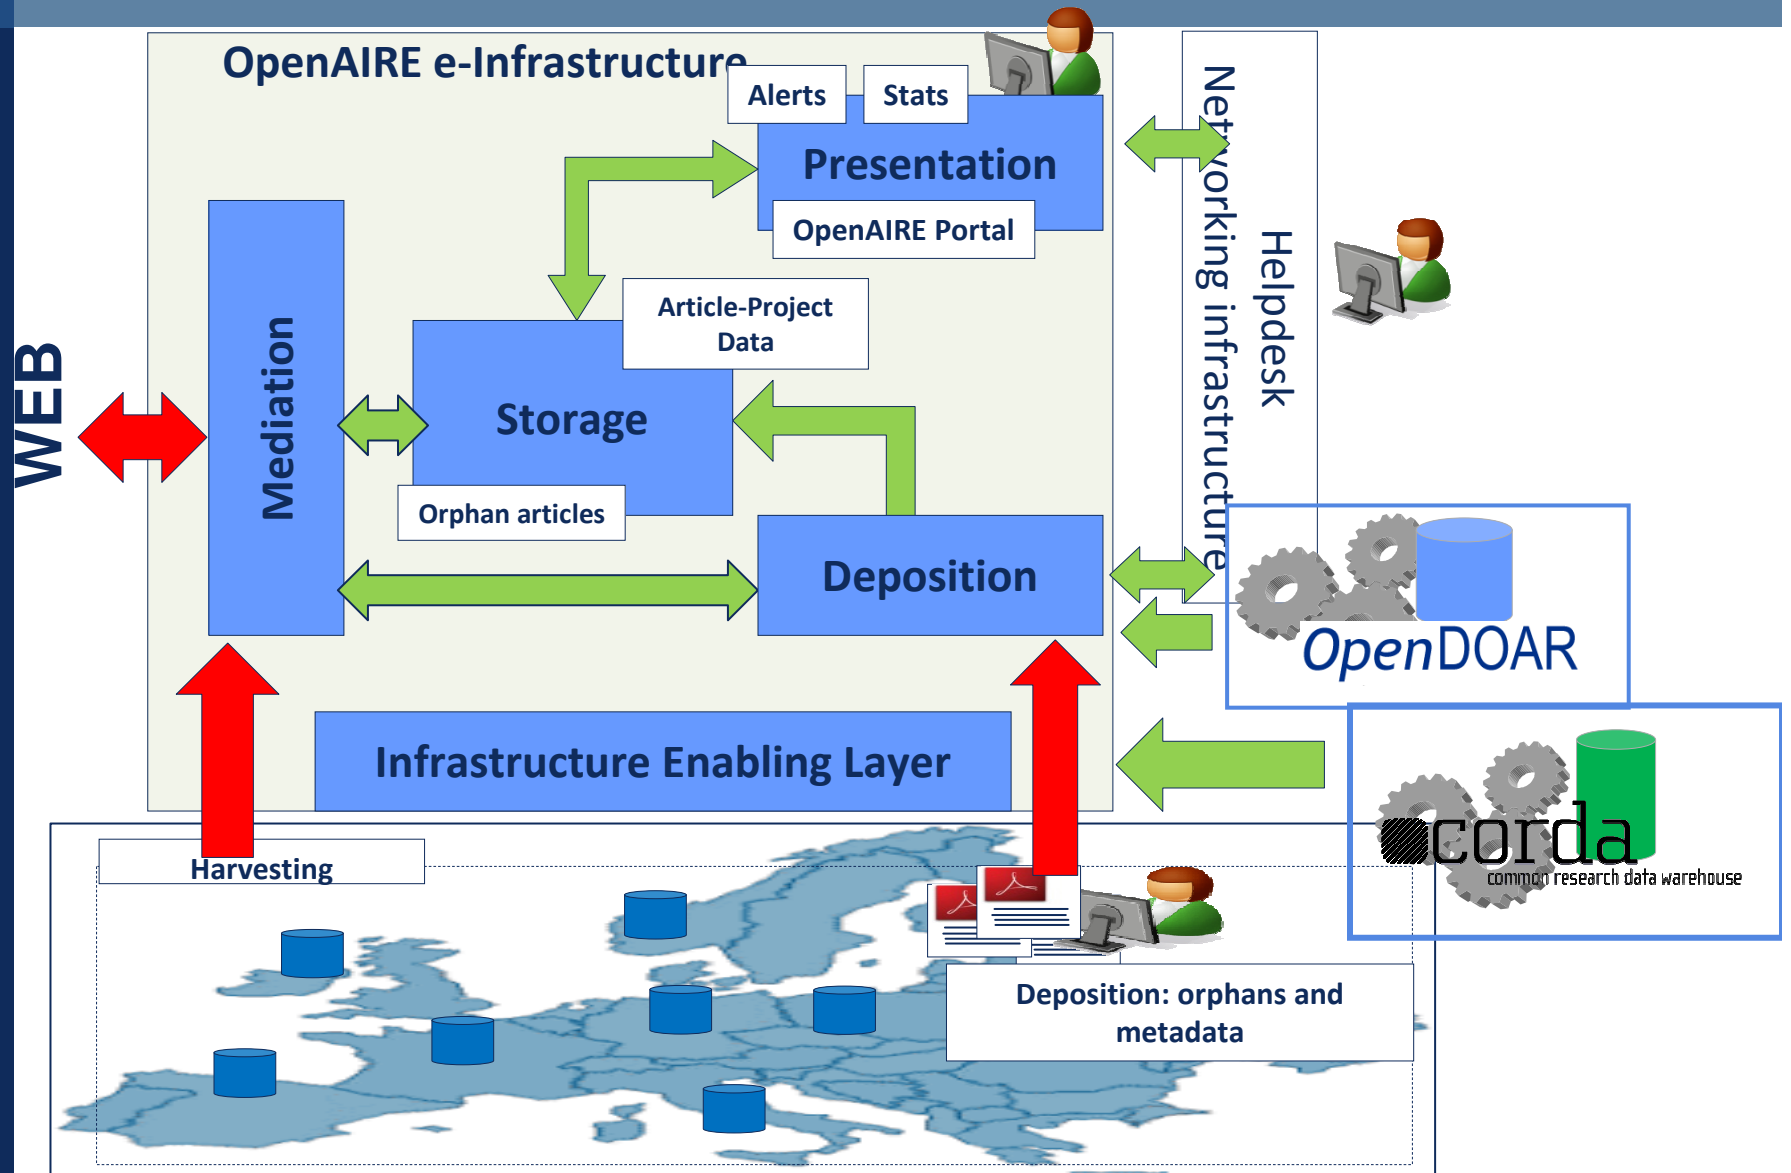 OpenAIRE e-Infrastructure
Alerts
Stats
Presentation
OpenAIRE Portal
Networking infrastructure
Helpdesk
Article-Project
Data
WEB
Mediation
Storage
Orphan articles
Deposition
OpenDOAR
Infrastructure Enabling Layer
corda
common research data warehouse
Harvesting
Deposition: orphans and
metadata